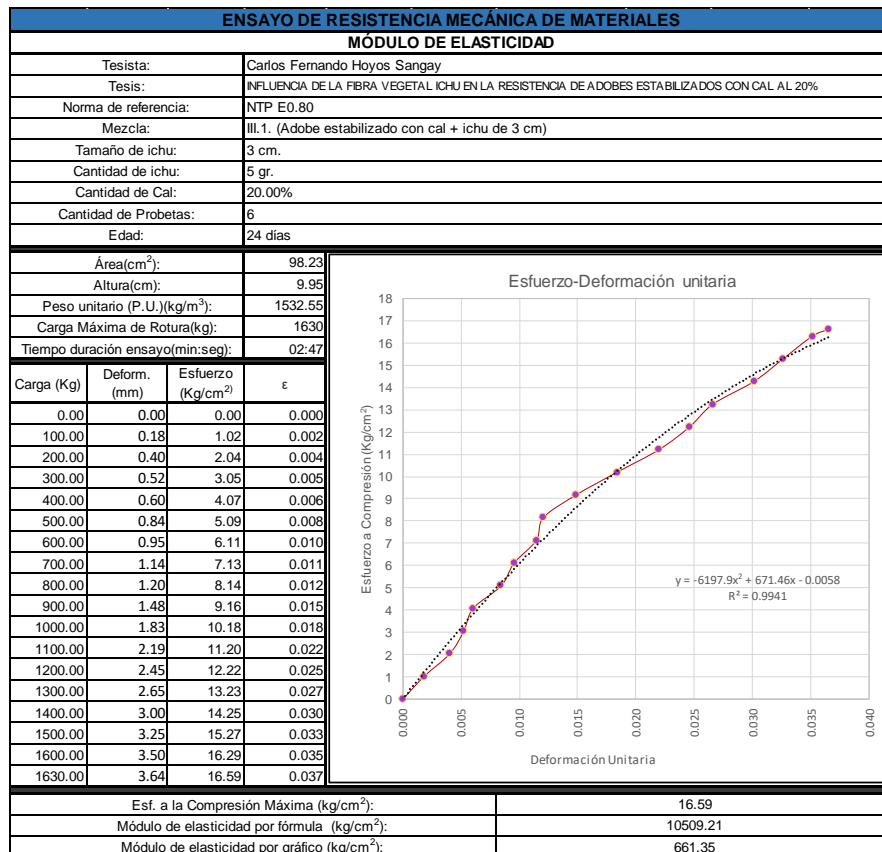 ENSAYO DE RESISTENCIA MECÁNICA DE MATERIALES
MÓDULO DE ELASTICIDAD
Tesista: Carlos Fernando Hoyos Sangay
Tesis: INFLUENCIA DE LA FIBRA VEGETAL ICHU EN LA RESISTENCIA DE ADOBES ESTABILIZADOS CON CAL AL 20%
Norma de referencia: NTP E0.80
Mezcla: III.1. (Adobe estabilizado con cal + ichu de 3 cm)
Tamaño de ichu: 3 cm.
Cantidad de ichu: 5 gr.
Cantidad de Cal: 20.00%
Cantidad de Probetas: 6
Edad: 24 días
Área(cm²): 98.23
Altura(cm): 9.95
Peso unitario (P.U.)(kg/m³): 1532.55
Carga Máxima de Rotura(kg): 1630
Tiempo duración ensayo(min:seg): 02:47
Carga (Kg) Deform. (mm) Esfuerzo (Kg/cm²⁾ ε
0.00 0.00 0.00 0.000
100.00 0.18 1.02 0.002
200.00 0.40 2.04 0.004
300.00 0.52 3.05 0.005
400.00 0.60 4.07 0.006
500.00 0.84 5.09 0.008
600.00 0.95 6.11 0.010
700.00 1.14 7.13 0.011
800.00 1.20 8.14 0.012
900.00 1.48 9.16 0.015
1000.00 1.83 10.18 0.018
1100.00 2.19 11.20 0.022
1200.00 2.45 12.22 0.025
1300.00 2.65 13.23 0.027
1400.00 3.00 14.25 0.030
1500.00 3.25 15.27 0.033
1600.00 3.50 16.29 0.035
1630.00 3.64 16.59 0.037
Esfuerzo-Deformación unitaria
Esfuerzo a Compresión (Kg/cm²)
18
17
16
15
14
13
12
11
10
9
8
7
6
5
4
3
2
1
0
y = -6197.9x² + 671.46x - 0.0058
R² = 0.9941
0.000 0.005 0.010 0.015 0.020 0.025 0.030 0.035 0.040
Deformación Unitaria
Esf. a la Compresión Máxima (kg/cm²): 16.59
Módulo de elasticidad por fórmula (kg/cm²): 10509.21
Módulo de elasticidad por gráfico (kg/cm²): 661.35